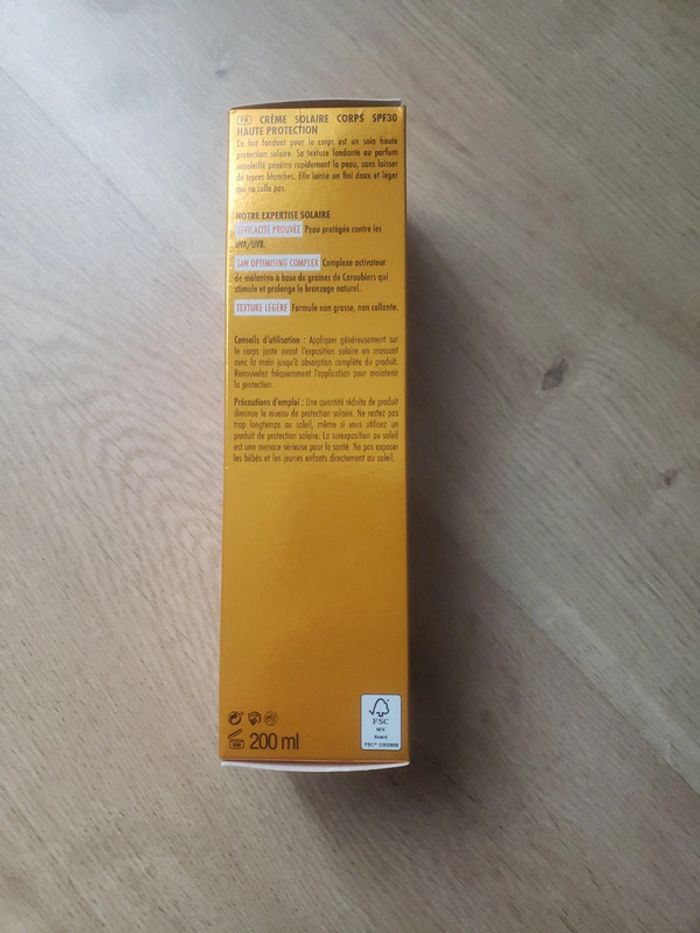 FR CRÈME SOLAIRE CORPS SPF30
HAUTE PROTECTION
Ce lait fondant pour le corps est un soin haute
protection solaire. Sa texture fondante au parfum
ensoleillé pénètre rapidement la peau, sans laisser
de traces blanches. Elle laisse un fini doux et léger
qui ne colle pas.
NOTRE EXPERTISE SOLAIRE
EFFICACITÉ PROUVÉE Peau protégée contre les
UVA/UVB.
TAN OPTIMISING COMPLEX Complexe activateur
de mélanine à base de graines de Caroubiers qui
stimule et prolonge le bronzage naturel.
TEXTURE LÉGÈRE Formule non grasse, non collante.
Conseils d'utilisation : Appliquer généreusement sur
le corps juste avant l'exposition solaire en massant
avec la main jusqu'à absorption complète du produit.
Renouvelez fréquemment l'application pour maintenir
la protection.
Précautions d'emploi : Une quantité réduite de produit
diminue le niveau de protection solaire. Ne restez pas
trop longtemps au soleil, même si vous utilisez un
produit de protection solaire. La surexposition au soleil
est une menace sérieuse pour la santé. Ne pas exposer
les bébés et les jeunes enfants directement au soleil.
200 ml
FSC
MIX
Board